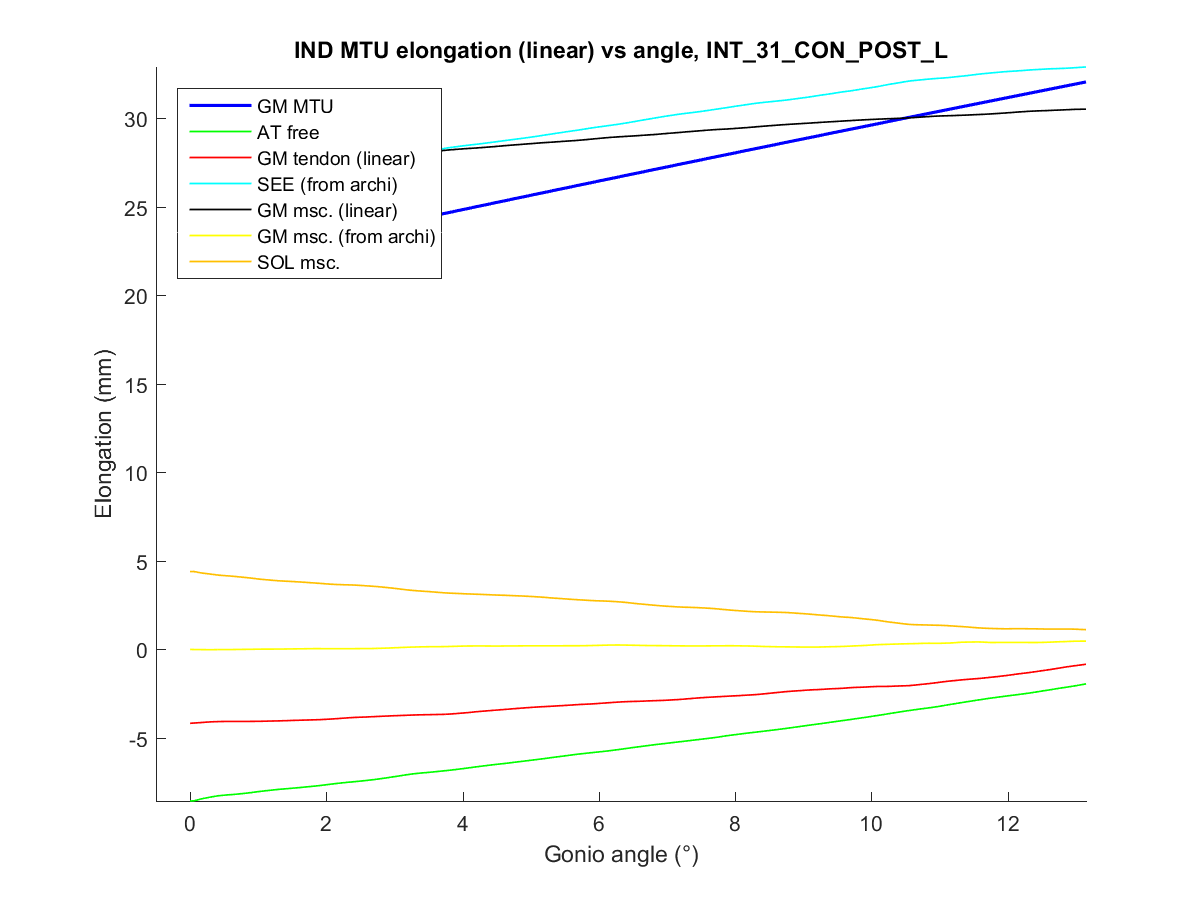 IND MTU elongation (linear) vs angle, INT_31_CON_POST_L
GM MTU
AT free
GM tendon (linear)
SEE (from archi)
GM msc. (linear)
GM msc. (from archi)
SOL msc.
Elongation (mm)
30
25
20
15
10
5
0
-5
0 2 4 6 8 10 12
Gonio angle (°)